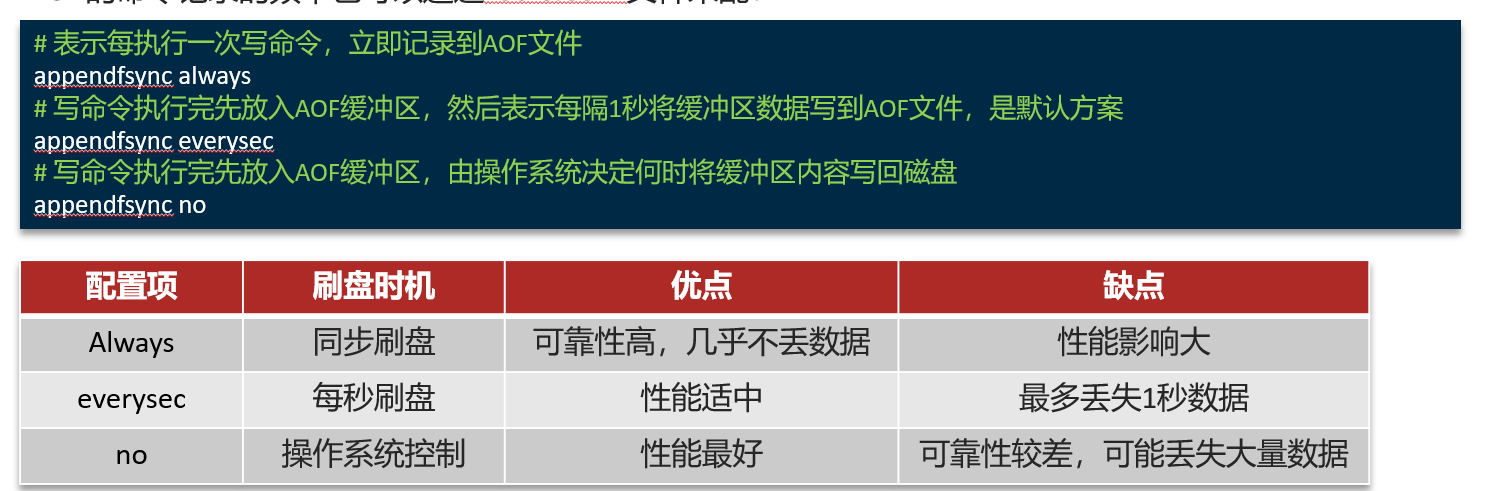 # 表示每执行一次写命令，立即记录到AOF文件
appendfsync always
# 写命令执行完先放入AOF缓冲区，然后表示每隔1秒将缓冲区数据写到AOF文件，是默认方案
appendfsync everysec
# 写命令执行完先放入AOF缓冲区，由操作系统决定何时将缓冲区内容写回磁盘
appendfsync no
配置项 刷盘时机 优点 缺点
Always 同步刷盘 可靠性高，几乎不丢数据 性能影响大
everysec 每秒刷盘 性能适中 最多丢失1秒数据
no 操作系统控制 性能最好 可靠性较差，可能丢失大量数据